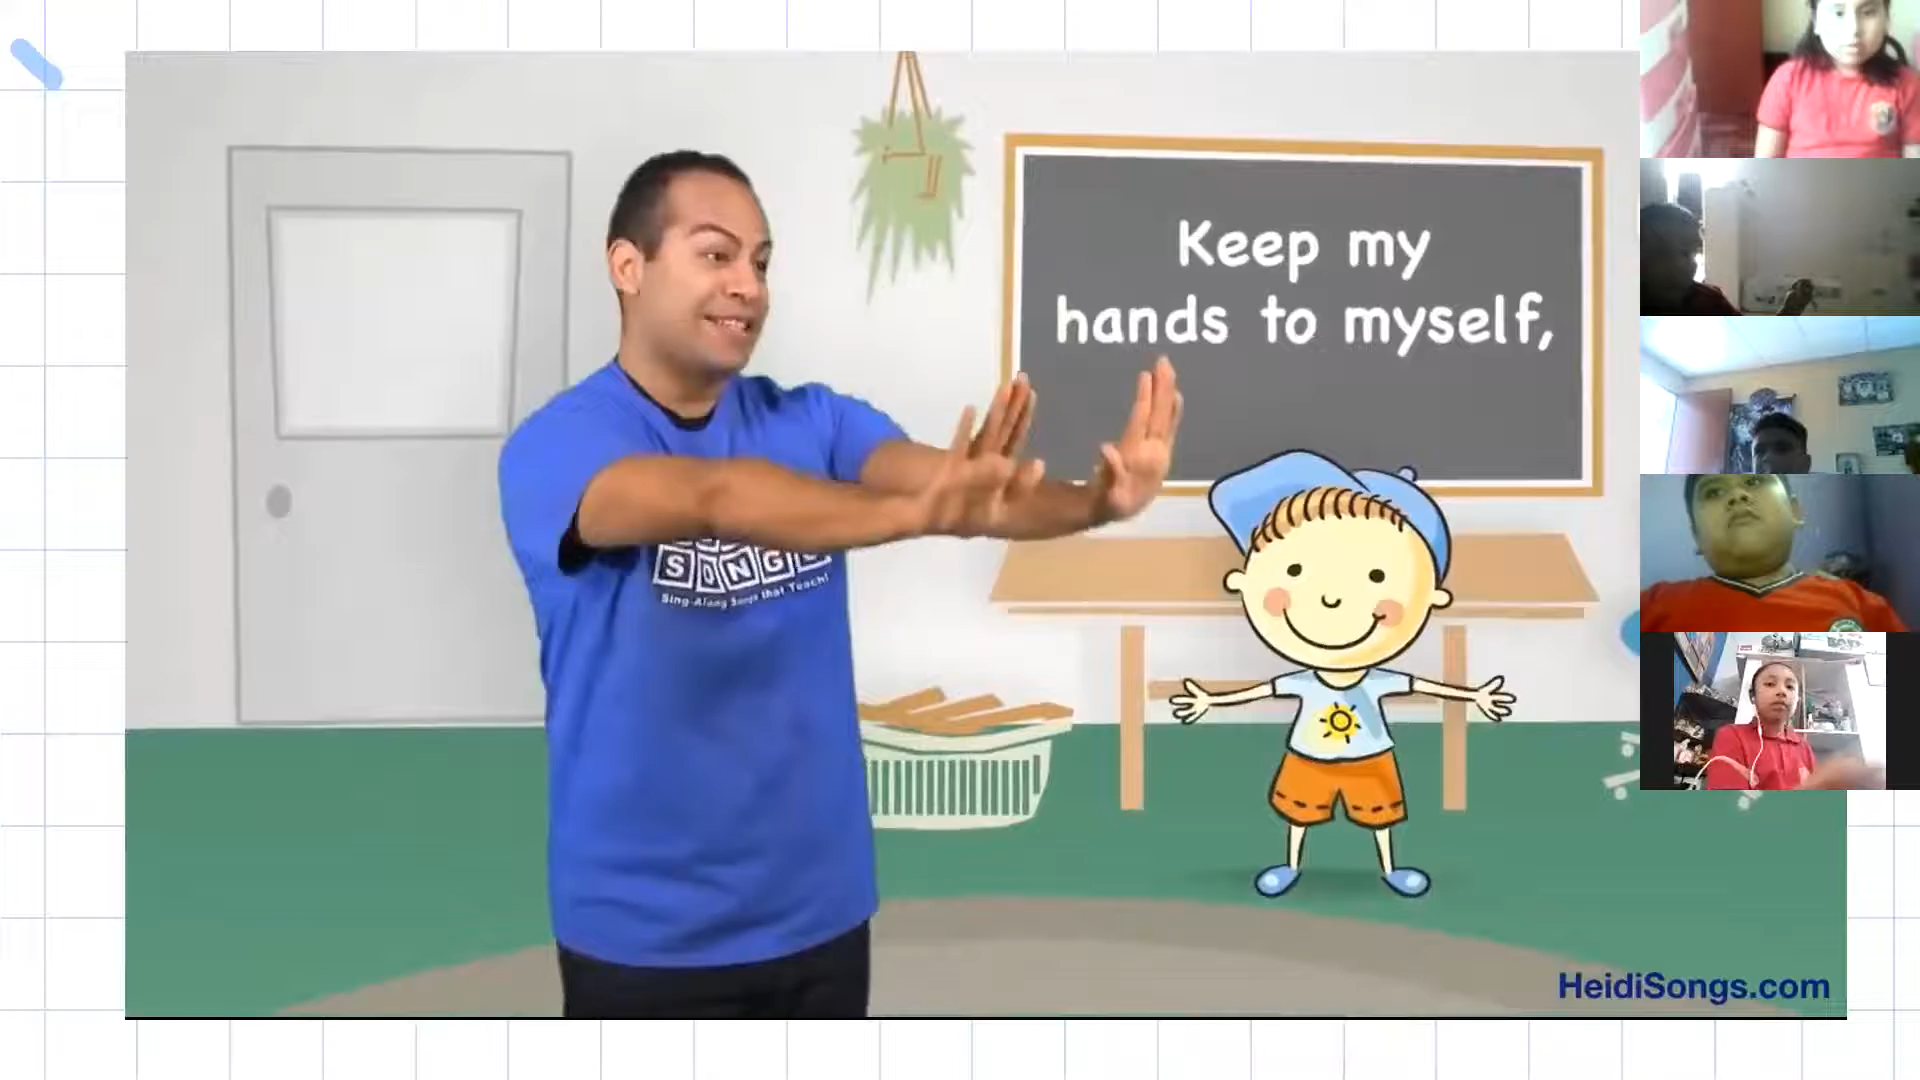 Keep my
hands to myself,
SONGS
Sing-Along Songs that Teach!
HeidiSongs.com